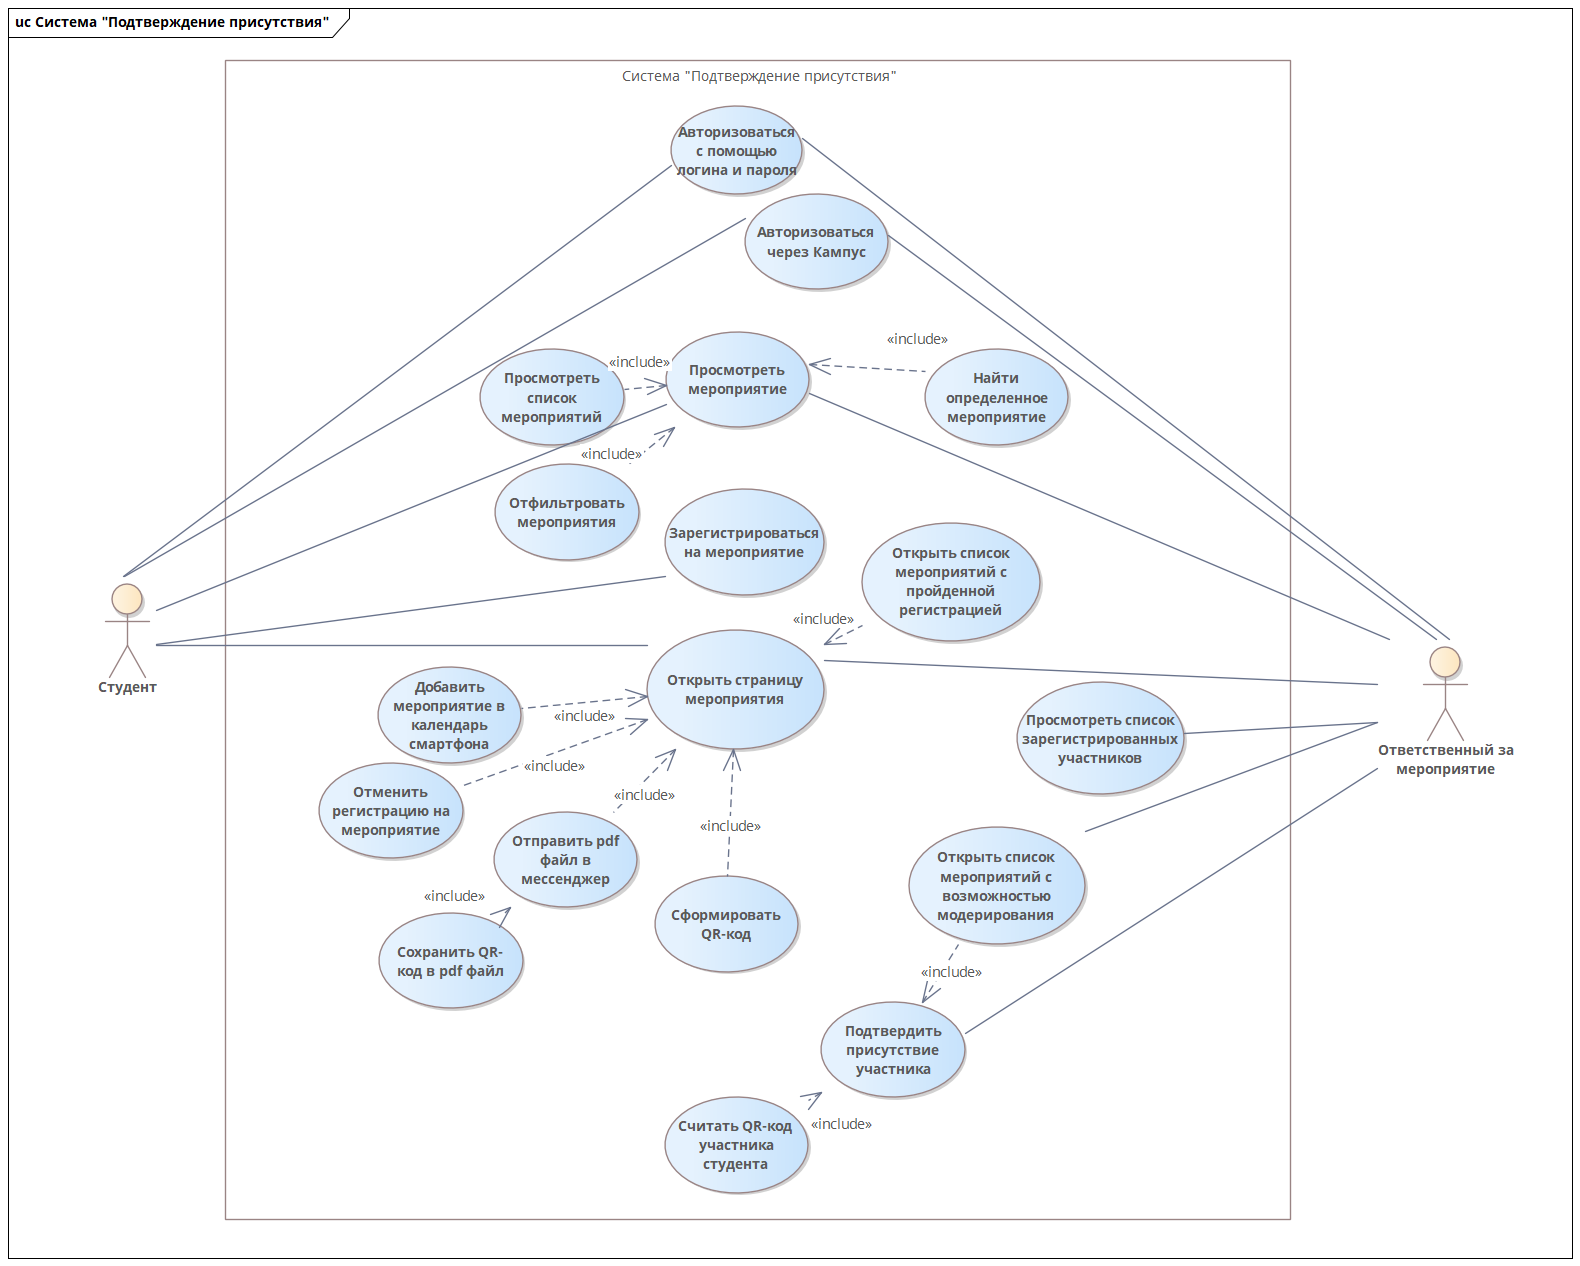 uc Система "Подтверждение присутствия"
Система "Подтверждение присутствия"
Авторизоваться
с помощью
логина и пароля
Авторизоваться
через Кампус
«include»
«include»
Просмотреть
список
мероприятий
Просмотреть
мероприятие
Найти
определенное
мероприятие
«include»
Отфильтровать
мероприятия
Зарегистрироваться
на мероприятие
Открыть список
мероприятий с
пройденной
регистрацией
«include»
Студент
Открыть страницу
мероприятия
Добавить
мероприятие в
календарь
смартфона
«include»
Просмотреть список
зарегистрированных
участников
Ответственный за
мероприятие
«include»
Отменить
регистрацию на
мероприятие
«include»
«include»
Отправить pdf
файл в
мессенджер
Открыть список
мероприятий с
возможностью
модерирования
«include»
Сформировать
QR-код
Сохранить QR-
код в pdf файл
«include»
Подтвердить
присутствие
участника
«include»
Считать QR-код
участника
студента